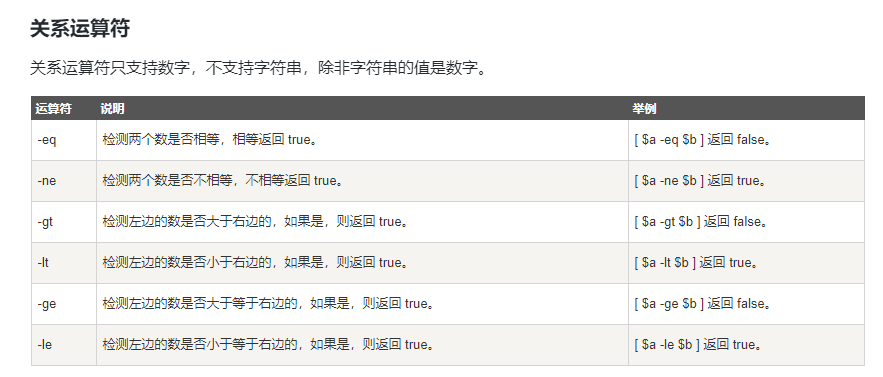 关系运算符
关系运算符只支持数字，不支持字符串，除非字符串的值是数字。
运算符 说明 举例
-eq 检测两个数是否相等，相等返回 true。 [ $a -eq $b ] 返回 false。
-ne 检测两个数是否不相等，不相等返回 true。 [ $a -ne $b ] 返回 true。
-gt 检测左边的数是否大于右边的，如果是，则返回 true。 [ $a -gt $b ] 返回 false。
-lt 检测左边的数是否小于右边的，如果是，则返回 true。 [ $a -lt $b ] 返回 true。
-ge 检测左边的数是否大于等于右边的，如果是，则返回 true。 [ $a -ge $b ] 返回 false。
-le 检测左边的数是否小于等于右边的，如果是，则返回 true。 [ $a -le $b ] 返回 true。